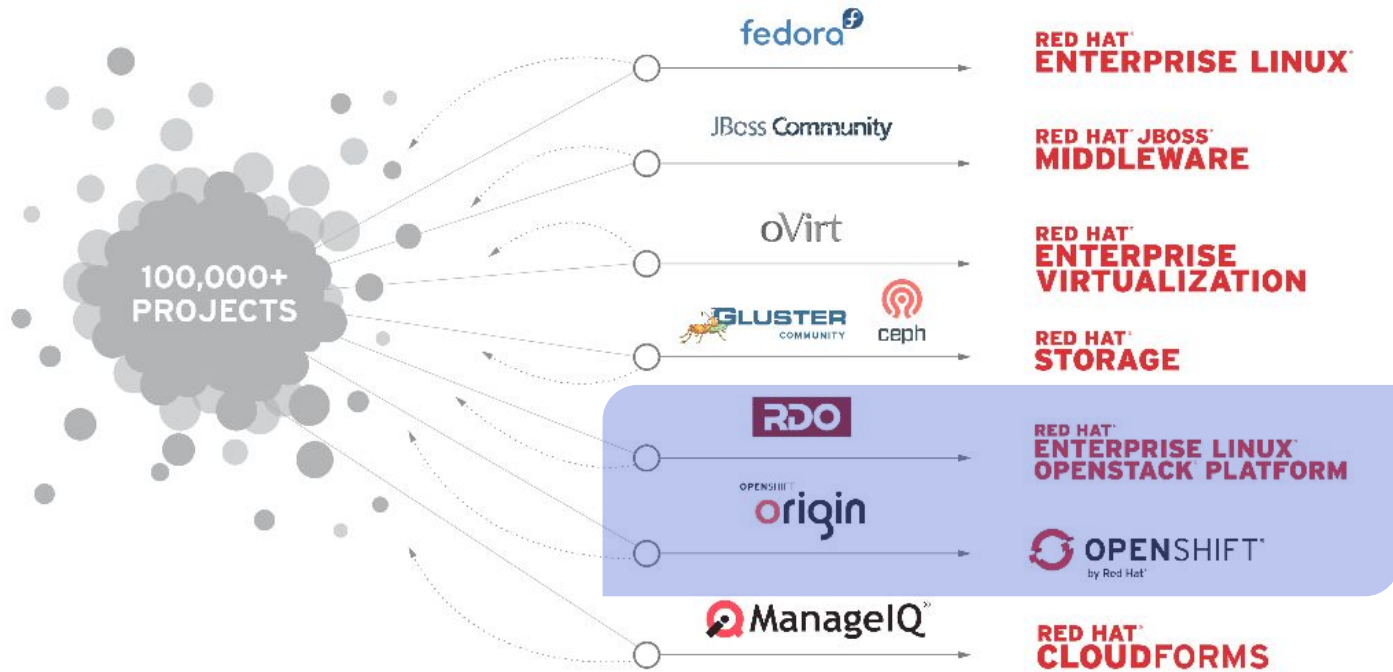 fedora
RED HAT®
ENTERPRISE LINUX®
JBoss Community
RED HAT® JBOSS®
MIDDLEWARE
oVirt
RED HAT®
ENTERPRISE
VIRTUALIZATION
100,000+
PROJECTS
GLUSTER
COMMUNITY
ceph
RED HAT®
STORAGE
RDO
RED HAT®
ENTERPRISE LINUX®
OPENSTACK® PLATFORM
OPENSHIFT
origin
OPENSHIFT®
by Red Hat®
ManageIQ
RED HAT®
CLOUDFORMS